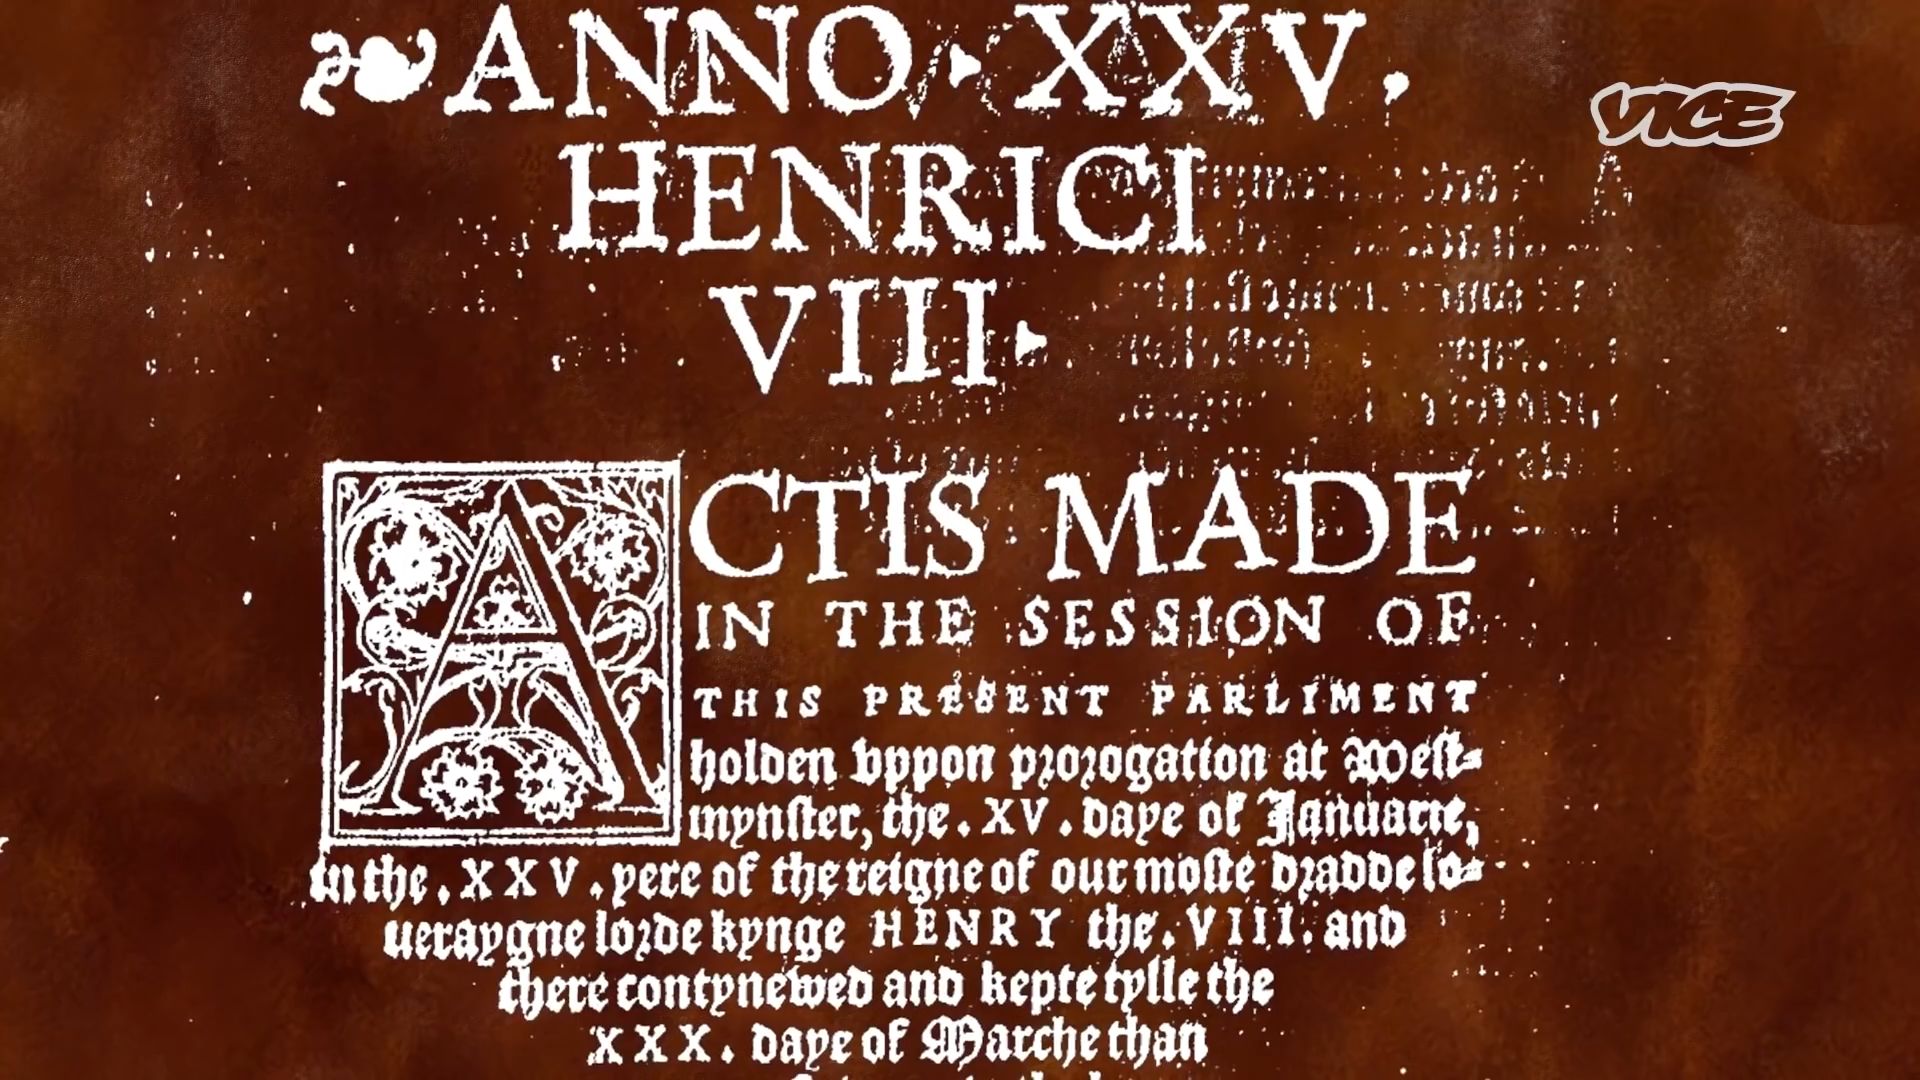 ANNO. XXV.
HENRICI
VIII.
VICE
ACTIS MADE
IN THE SESSION OF
THIS PRESENT PARLIMENT
holden vppon prorogation at West-
mynster, the. XV. daye of Januarie,
in the. XXV. yere of the reigne of our moste dradde so-
ueraygne lorde kynge HENRY the. VIII. and
there contynewed and kepte tylle the
XXX. daye of Marche than